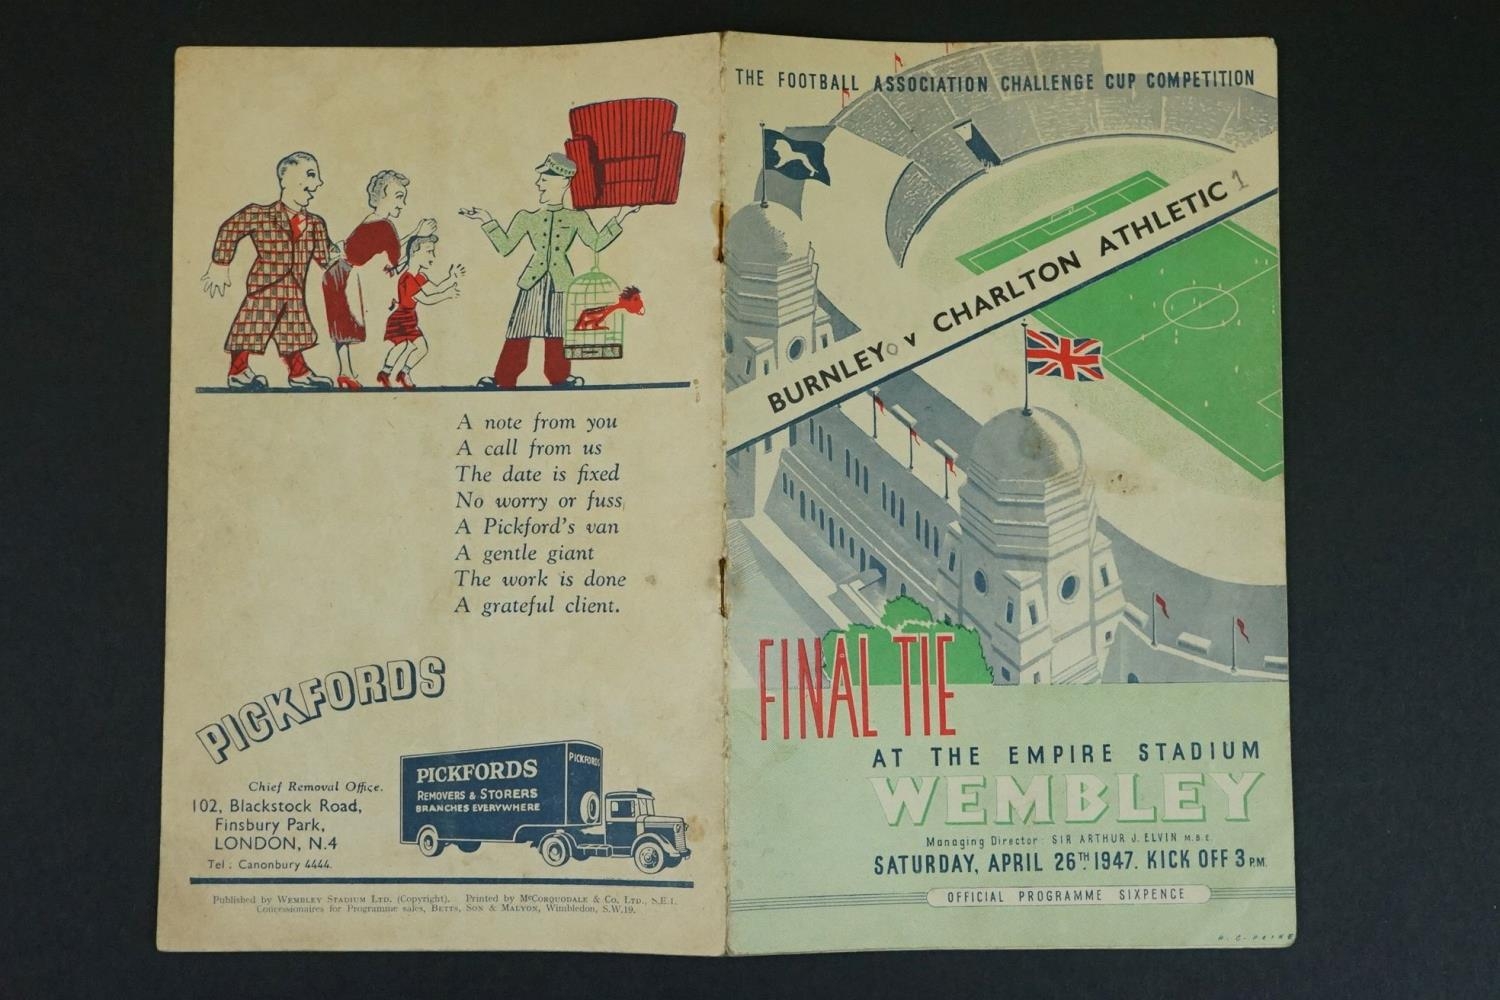 PICKFORDS
A note from you
A call from us
The date is fixed
No worry or fuss
A Pickford's van
A gentle giant
The work is done
A grateful client.
PICKFORDS
Chief Removal Office.
102, Blackstock Road,
Finsbury Park,
LONDON, N.4
Tel: Canonbury 4444.
PICKFORDS
REMOVERS & STORERS
BRANCHES EVERYWHERE
PICKFORDS
Published by WEMBLEY STADIUM LTD. (Copyright). Printed by McCORQUODALE & Co. LTD., S.E.1.
Concessionaires for Programme sales, BETTS, SON & MALYON, Wimbledon, S.W.19.
THE FOOTBALL ASSOCIATION CHALLENGE CUP COMPETITION
BURNLEY 0 v CHARLTON ATHLETIC 1
FINAL TIE
AT THE EMPIRE STADIUM
WEMBLEY
Managing Director: SIR ARTHUR J. ELVIN M.B.E.
SATURDAY, APRIL 26TH 1947. KICK OFF 3 P.M.
OFFICIAL PROGRAMME SIXPENCE